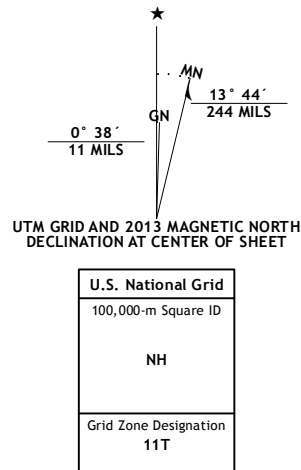 MN
GN
13° 44´
244 MILS
0° 38´
11 MILS
UTM GRID AND 2013 MAGNETIC NORTH
DECLINATION AT CENTER OF SHEET
U.S. National Grid
100,000-m Square ID
NH
Grid Zone Designation
11T